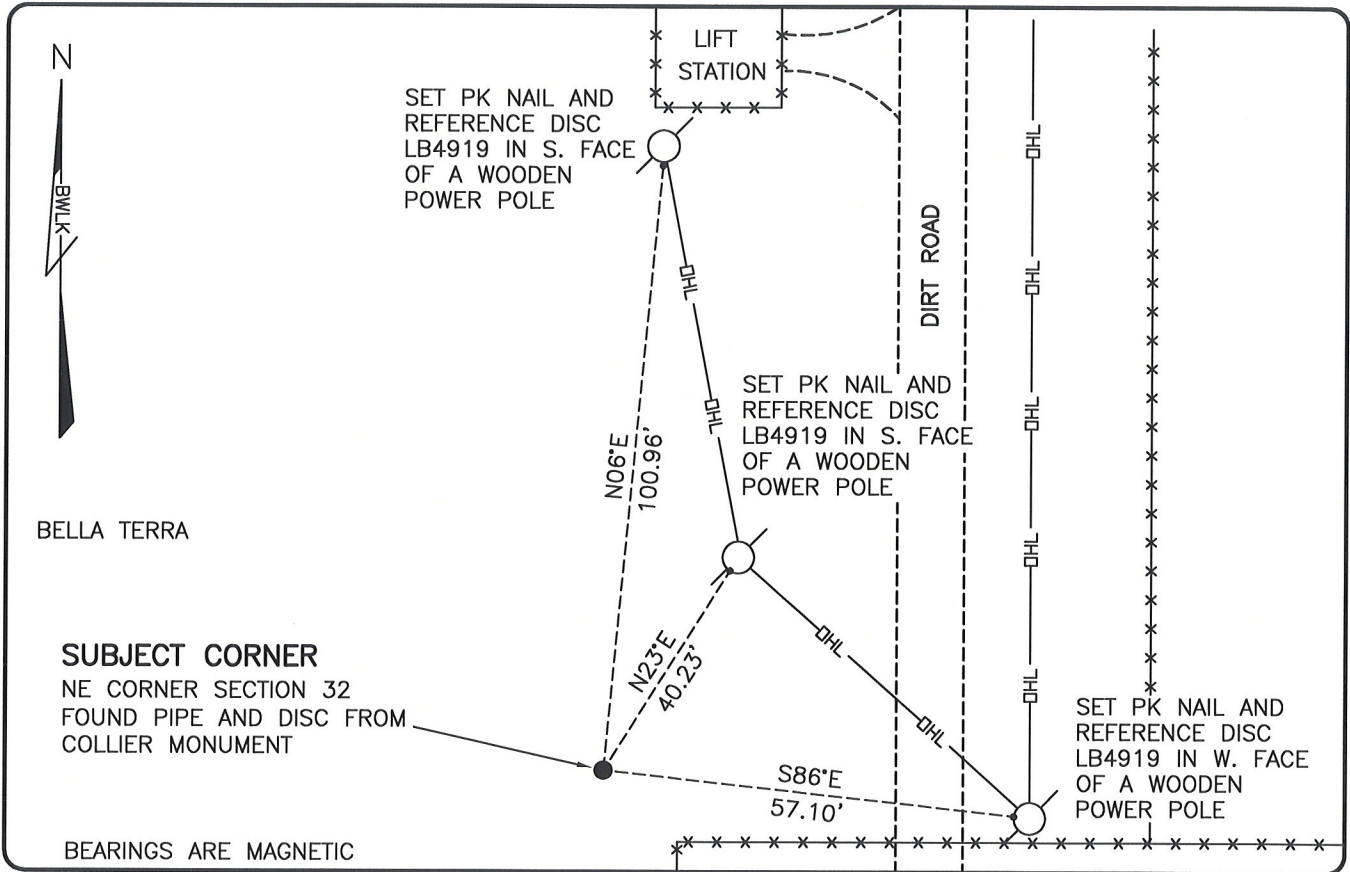 N
BWLK
LIFT
STATION
SET PK NAIL AND
REFERENCE DISC
LB4919 IN S. FACE
OF A WOODEN
POWER POLE
OHL
OHL
DIRT ROAD
OHL
OHL
OHL
OHL
OHL
SET PK NAIL AND
REFERENCE DISC
LB4919 IN S. FACE
OF A WOODEN
POWER POLE
N06°E
100.96'
BELLA TERRA
SUBJECT CORNER
NE CORNER SECTION 32
FOUND PIPE AND DISC FROM
COLLIER MONUMENT
N23°E
40.23'
OHL
OHL
S86°E
57.10'
SET PK NAIL AND
REFERENCE DISC
LB4919 IN W. FACE
OF A WOODEN
POWER POLE
BEARINGS ARE MAGNETIC